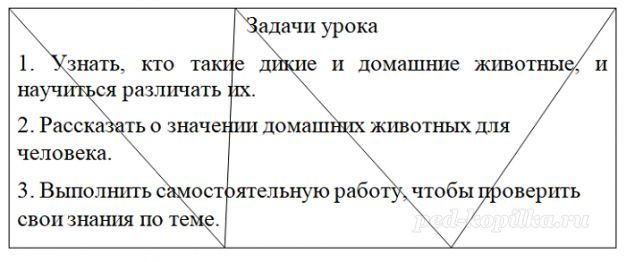 Задачи урока
1. Узнать, кто такие дикие и домашние животные, и
научиться различать их.
2. Рассказать о значении домашних животных для
человека.
3. Выполнить самостоятельную работу, чтобы проверить
свои знания по теме.
ped-kopilka.ru